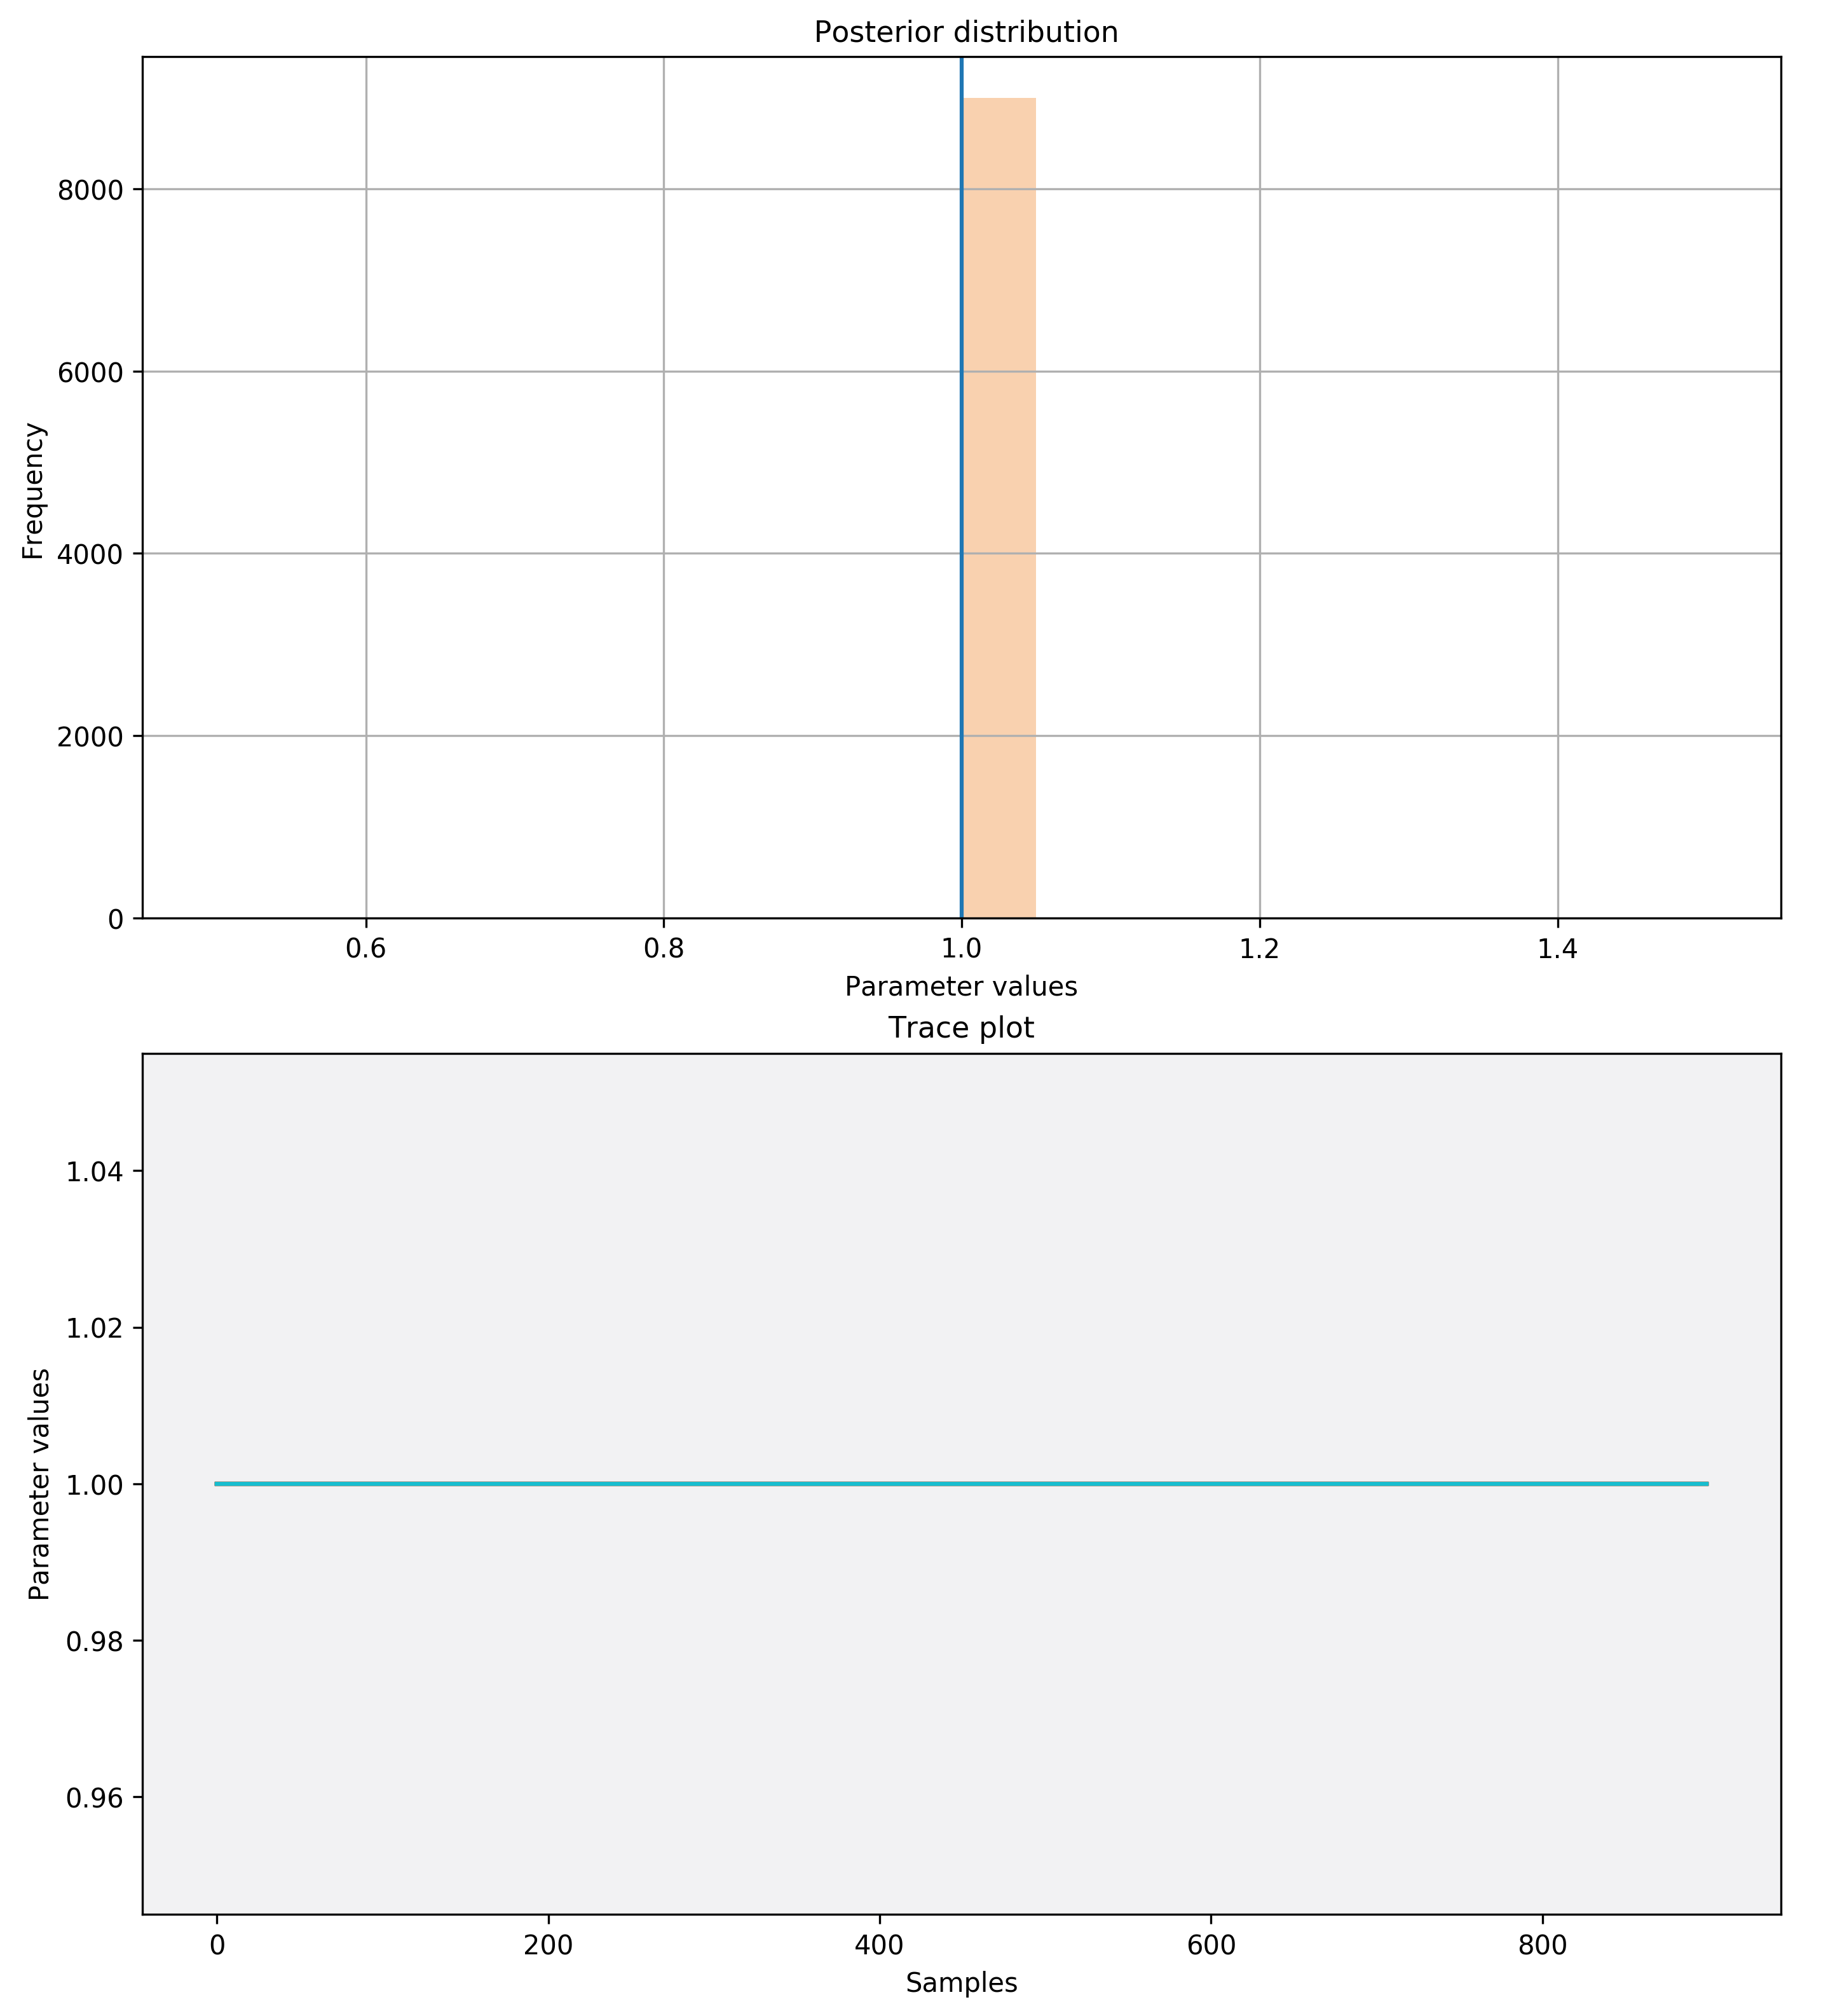 Posterior distribution
Frequency
8000
6000
4000
2000
0
0.6 0.8 1.0 1.2 1.4
Parameter values
Trace plot
Parameter values
1.04
1.02
1.00
0.98
0.96
0 200 400 600 800
Samples